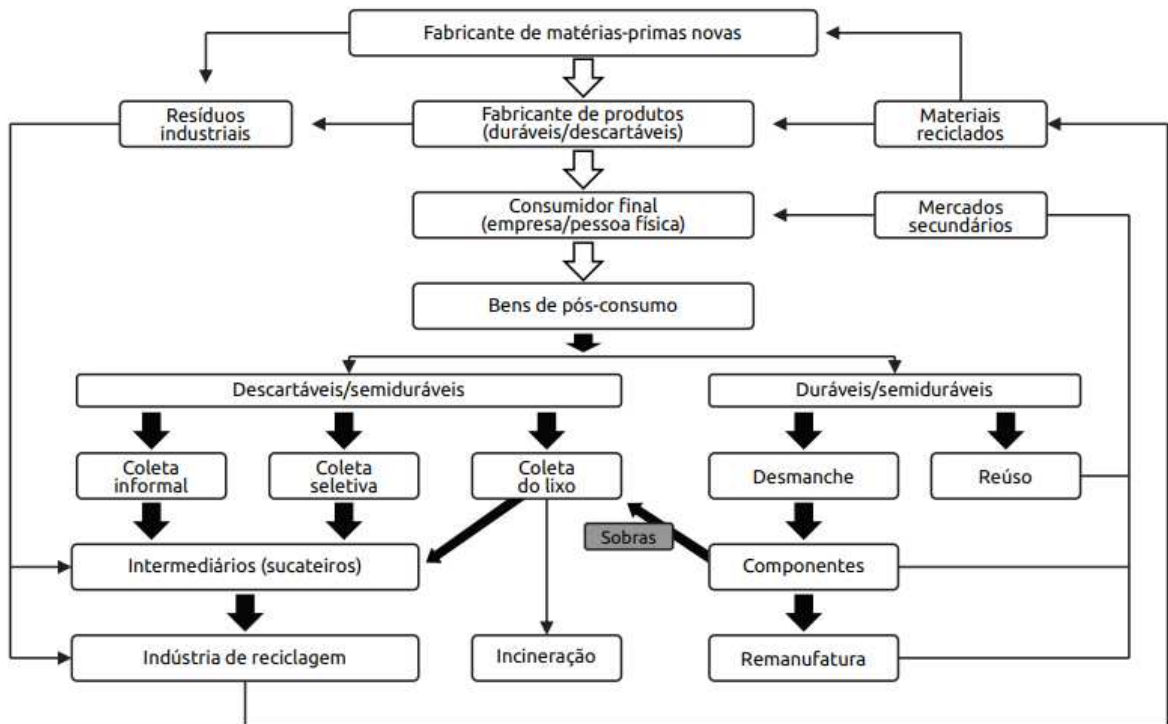 Fabricante de matérias-primas novas
Resíduos
industriais
Fabricante de produtos
(duráveis/descartáveis)
Materiais
reciclados
Consumidor final
(empresa/pessoa física)
Mercados
secundários
Bens de pós-consumo
Descartáveis/semiduráveis
Duráveis/semiduráveis
Coleta
informal
Coleta
seletiva
Coleta
do lixo
Desmanche
Reúso
Sobras
Intermediários (sucateiros)
Componentes
Indústria de reciclagem
Incineração
Remanufatura